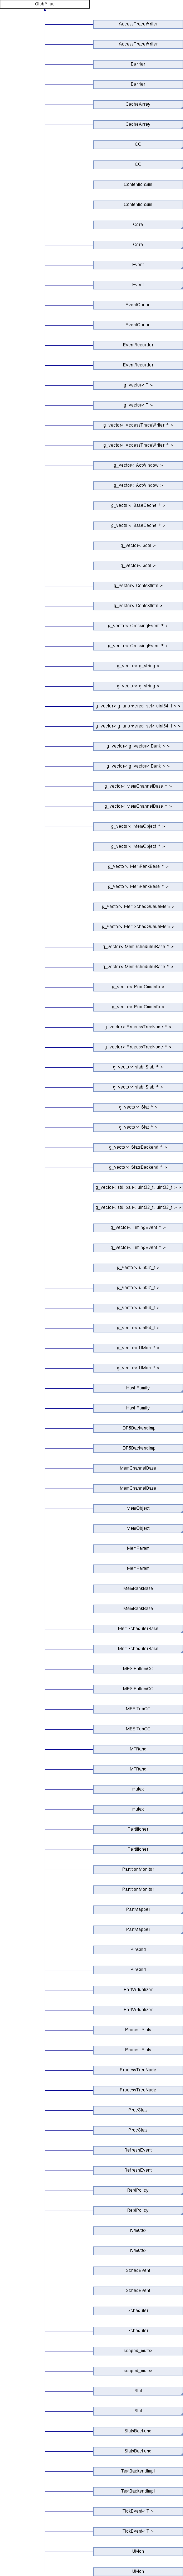 GlobAlloc
AccessTraceWriter
AccessTraceWriter
Barrier
Barrier
CacheArray
CacheArray
CC
CC
ContentionSim
ContentionSim
Core
Core
Event
Event
EventQueue
EventQueue
EventRecorder
EventRecorder
g_vector< T >
g_vector< T >
g_vector< AccessTraceWriter * >
g_vector< AccessTraceWriter * >
g_vector< ActWindow >
g_vector< ActWindow >
g_vector< BaseCache * >
g_vector< BaseCache * >
g_vector< bool >
g_vector< bool >
g_vector< ContextInfo >
g_vector< ContextInfo >
g_vector< CrossingEvent * >
g_vector< CrossingEvent * >
g_vector< g_string >
g_vector< g_string >
g_vector< g_unordered_set< uint64_t > >
g_vector< g_unordered_set< uint64_t > >
g_vector< g_vector< Bank > >
g_vector< g_vector< Bank > >
g_vector< MemChannelBase * >
g_vector< MemChannelBase * >
g_vector< MemObject * >
g_vector< MemObject * >
g_vector< MemRankBase * >
g_vector< MemRankBase * >
g_vector< MemSchedQueueElem >
g_vector< MemSchedQueueElem >
g_vector< MemSchedulerBase * >
g_vector< MemSchedulerBase * >
g_vector< ProcCmdInfo >
g_vector< ProcCmdInfo >
g_vector< ProcessTreeNode * >
g_vector< ProcessTreeNode * >
g_vector< slab::Slab * >
g_vector< slab::Slab * >
g_vector< Stat * >
g_vector< Stat * >
g_vector< StatsBackend * >
g_vector< StatsBackend * >
g_vector< std::pair< uint32_t, uint32_t > >
g_vector< std::pair< uint32_t, uint32_t > >
g_vector< TimingEvent * >
g_vector< TimingEvent * >
g_vector< uint32_t >
g_vector< uint32_t >
g_vector< uint64_t >
g_vector< uint64_t >
g_vector< UMon * >
g_vector< UMon * >
HashFamily
HashFamily
HDF5BackendImpl
HDF5BackendImpl
MemChannelBase
MemChannelBase
MemObject
MemObject
MemParam
MemParam
MemRankBase
MemRankBase
MemSchedulerBase
MemSchedulerBase
MESIBottomCC
MESIBottomCC
MESITopCC
MESITopCC
MTRand
MTRand
mutex
mutex
Partitioner
Partitioner
PartitionMonitor
PartitionMonitor
PartMapper
PartMapper
PinCmd
PinCmd
PortVirtualizer
PortVirtualizer
ProcessStats
ProcessStats
ProcessTreeNode
ProcessTreeNode
ProcStats
ProcStats
RefreshEvent
RefreshEvent
ReplPolicy
ReplPolicy
rwmutex
rwmutex
SchedEvent
SchedEvent
Scheduler
Scheduler
scoped_mutex
scoped_mutex
Stat
Stat
StatsBackend
StatsBackend
TextBackendImpl
TextBackendImpl
TickEvent< T >
TickEvent< T >
UMon
UMon